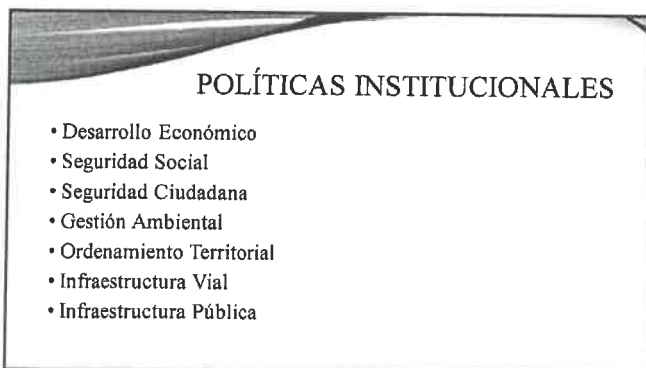 POLÍTICAS INSTITUCIONALES
• Desarrollo Económico
• Seguridad Social
• Seguridad Ciudadana
• Gestión Ambiental
• Ordenamiento Territorial
• Infraestructura Vial
• Infraestructura Pública